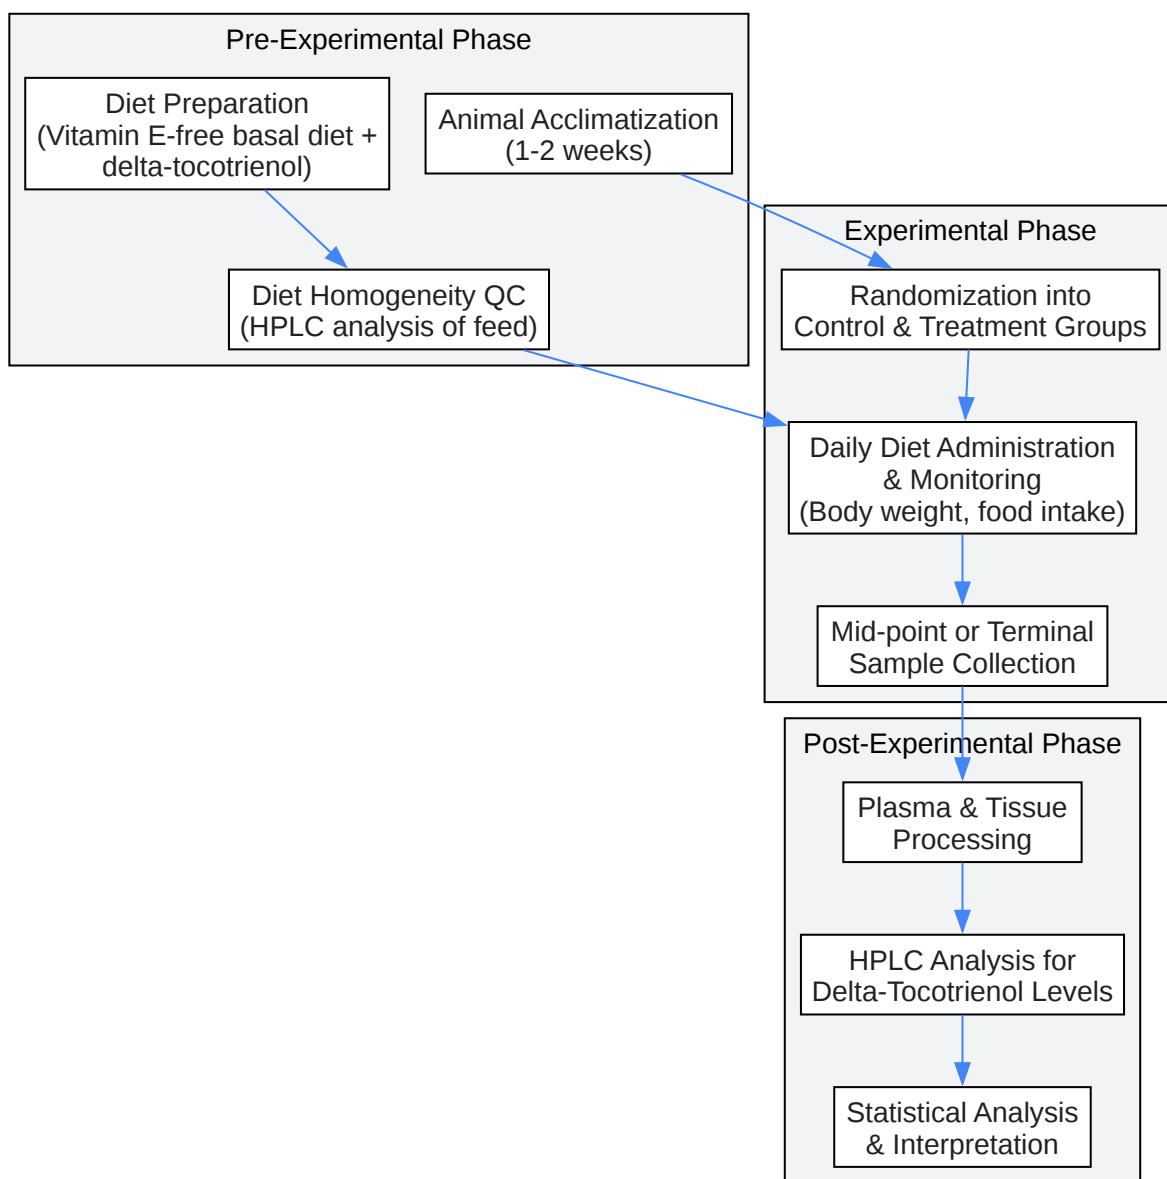 Pre-Experimental Phase
Diet Preparation
(Vitamin E-free basal diet +
delta-tocotrienol)
Animal Acclimatization
(1-2 weeks)
Diet Homogeneity QC
(HPLC analysis of feed)
Experimental Phase
Randomization into
Control & Treatment Groups
Daily Diet Administration
& Monitoring
(Body weight, food intake)
Mid-point or Terminal
Sample Collection
Post-Experimental Phase
Plasma & Tissue
Processing
HPLC Analysis for
Delta-Tocotrienol Levels
Statistical Analysis
& Interpretation